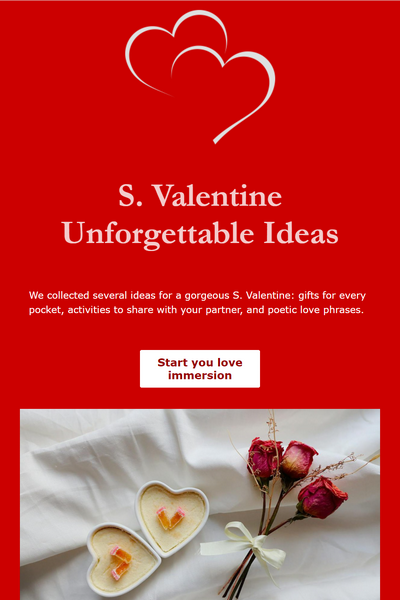 S. Valentine
Unforgettable Ideas
We collected several ideas for a gorgeous S. Valentine: gifts for every
pocket, activities to share with your partner, and poetic love phrases.
Start you love
immersion